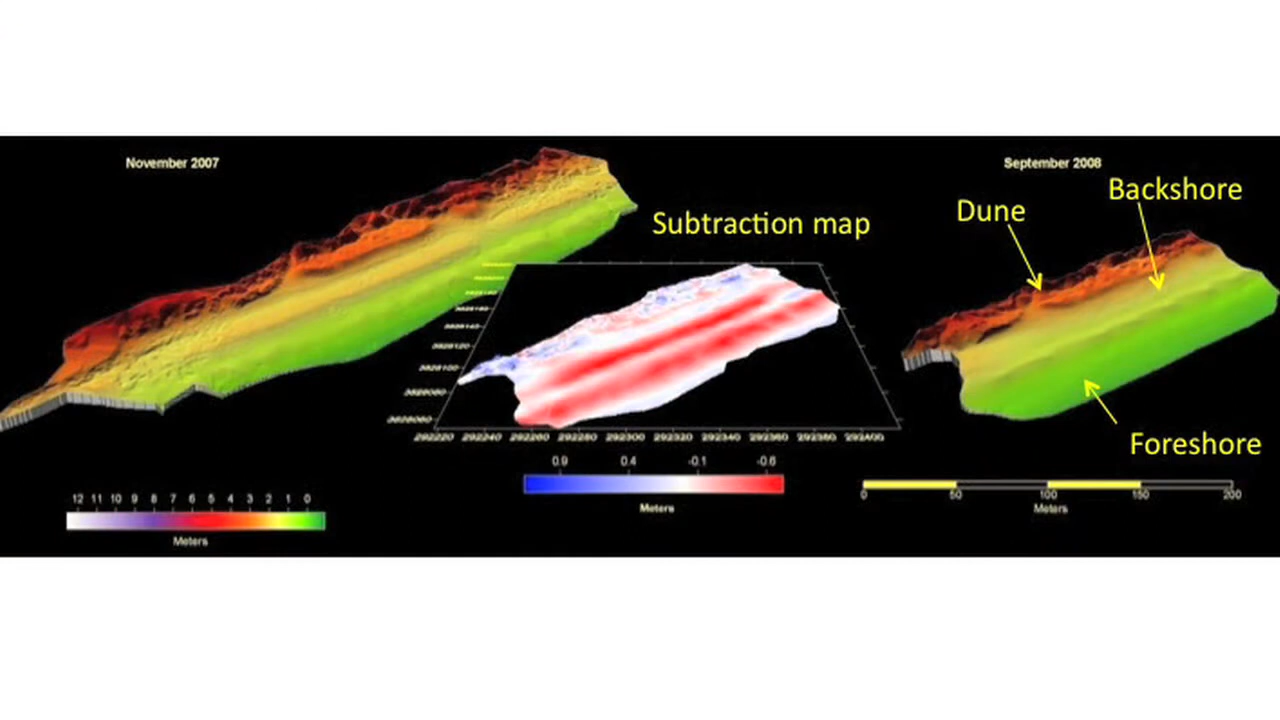 November 2007
September 2008
Backshore
Dune
Subtraction map
Foreshore
292220 292240 292260 292280 292300 292320 292340 292360 292380 292400
0.9 0.4 -0.1 -0.6
Meters
12 11 10 9 8 7 6 5 4 3 2 1 0
Meters
0 50 100 150 200
Meters